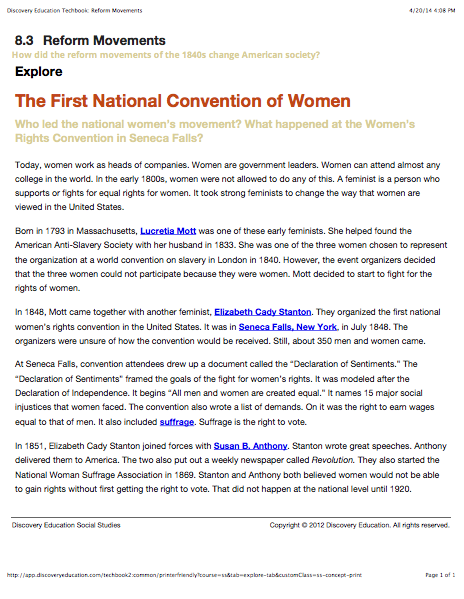 Discovery Education Techbook: Reform Movements 4/20/14 4:08 PM
8.3 Reform Movements
How did the reform movements of the 1840s change American society?
Explore
The First National Convention of Women
Who led the national women's movement? What happened at the Women's
Rights Convention in Seneca Falls?
Today, women work as heads of companies. Women are government leaders. Women can attend almost any
college in the world. In the early 1800s, women were not allowed to do any of this. A feminist is a person who
supports or fights for equal rights for women. It took strong feminists to change the way that women are
viewed in the United States.
Born in 1793 in Massachusetts, Lucretia Mott was one of these early feminists. She helped found the
American Anti-Slavery Society with her husband in 1833. She was one of the three women chosen to represent
the organization at a world convention on slavery in London in 1840. However, the event organizers decided
that the three women could not participate because they were women. Mott decided to start to fight for the
rights of women.
In 1848, Mott came together with another feminist, Elizabeth Cady Stanton. They organized the first national
women's rights convention in the United States. It was in Seneca Falls, New York, in July 1848. The
organizers were unsure of how the convention would be received. Still, about 350 men and women came.
At Seneca Falls, convention attendees drew up a document called the "Declaration of Sentiments." The
"Declaration of Sentiments" framed the goals of the fight for women's rights. It was modeled after the
Declaration of Independence. It begins "All men and women are created equal." It names 15 major social
injustices that women faced. The convention also wrote a list of demands. On it was the right to earn wages
equal to that of men. It also included suffrage. Suffrage is the right to vote.
In 1851, Elizabeth Cady Stanton joined forces with Susan B. Anthony. Stanton wrote great speeches. Anthony
delivered them to America. The two also put out a weekly newspaper called Revolution. They also started the
National Woman Suffrage Association in 1869. Stanton and Anthony both believed women would not be able
to gain rights without first getting the right to vote. That did not happen at the national level until 1920.
Discovery Education Social Studies Copyright © 2012 Discovery Education. All rights reserved.
http://app.discoveryeducation.com/techbook2:common/printerfriendly?course=ss&tab=explore-tab&customClass=ss-concept-print Page 1 of 1